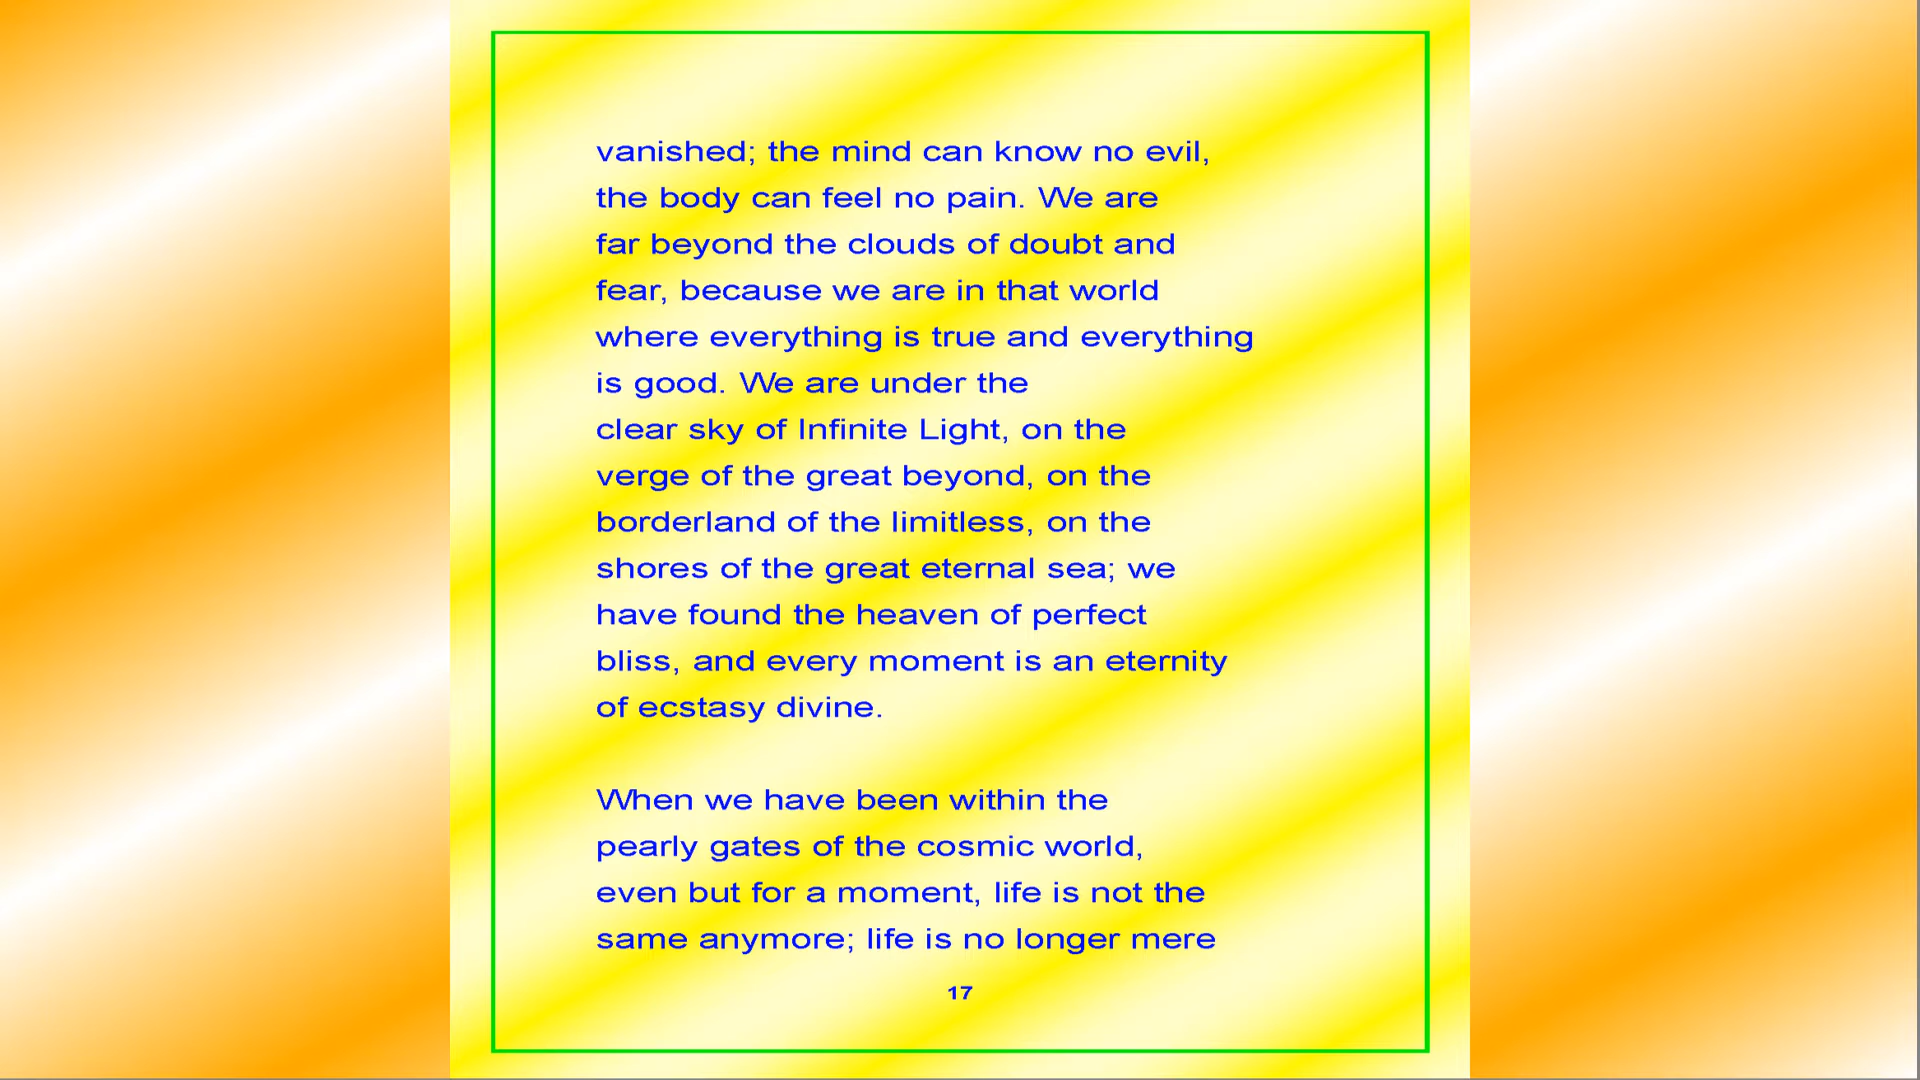 vanished; the mind can know no evil,
the body can feel no pain. We are
far beyond the clouds of doubt and
fear, because we are in that world
where everything is true and everything
is good. We are under the
clear sky of Infinite Light, on the
verge of the great beyond, on the
borderland of the limitless, on the
shores of the great eternal sea; we
have found the heaven of perfect
bliss, and every moment is an eternity
of ecstasy divine.
When we have been within the
pearly gates of the cosmic world,
even but for a moment, life is not the
same anymore; life is no longer mere
17